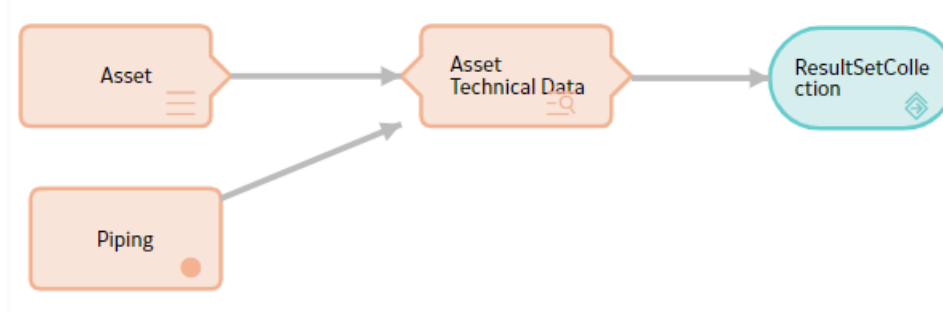 Asset
Asset
Technical Data
ResultSetColle
ction
Piping